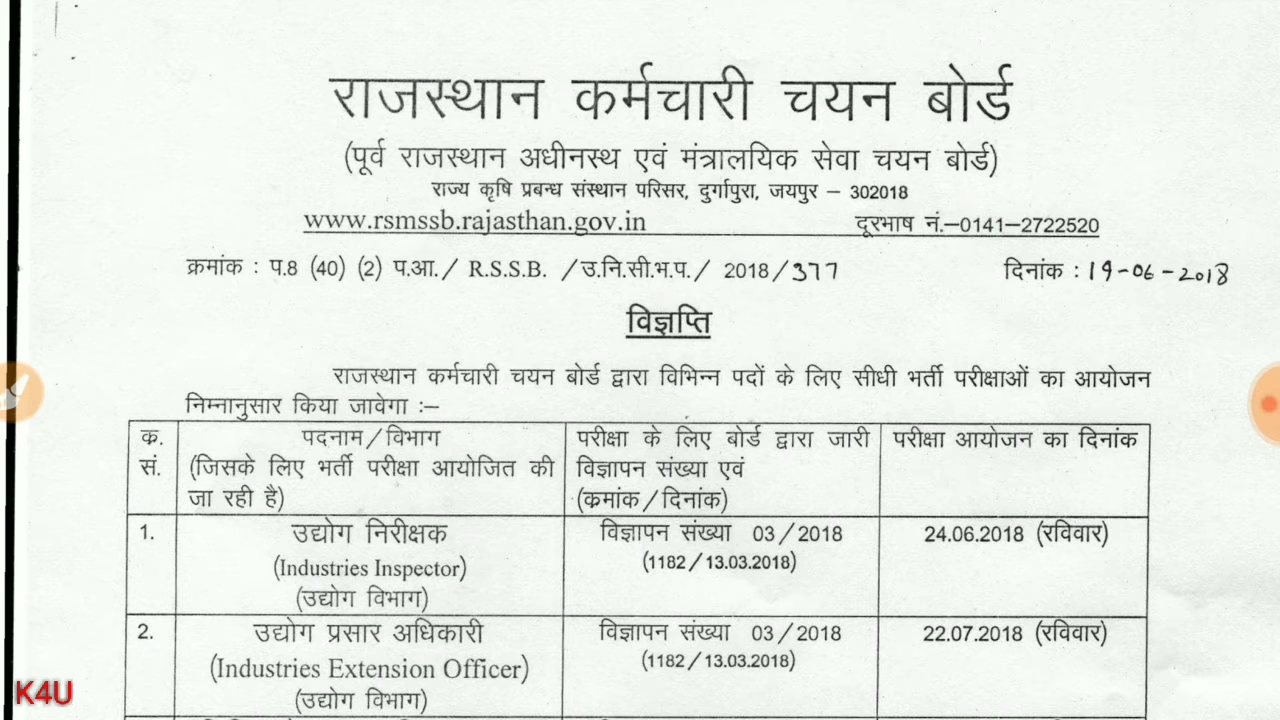 राजस्थान कर्मचारी चयन बोर्ड
(पूर्व राजस्थान अधीनस्थ एवं मंत्रालयिक सेवा चयन बोर्ड)
राज्य कृषि प्रबन्ध संस्थान परिसर, दुर्गापुरा, जयपुर – 302018
www.rsmssb.rajasthan.gov.in दूरभाष नं.–0141–2722520
क्रमांक : प.8 (40) (2) प.आ./ R.S.S.B. /उ.नि.सी.भ.प./ 2018/377 दिनांक : 19-06-2018
विज्ञप्ति
राजस्थान कर्मचारी चयन बोर्ड द्वारा विभिन्न पदों के लिए सीधी भर्ती परीक्षाओं का आयोजन
निम्नानुसार किया जावेगा :–
क. पदनाम/विभाग परीक्षा के लिए बोर्ड द्वारा जारी परीक्षा आयोजन का दिनांक
सं. (जिसके लिए भर्ती परीक्षा आयोजित की विज्ञापन संख्या एवं
जा रही है) (क्रमांक/दिनांक)
1. उद्योग निरीक्षक विज्ञापन संख्या 03/2018 24.06.2018 (रविवार)
(Industries Inspector) (1182/13.03.2018)
(उद्योग विभाग)
2. उद्योग प्रसार अधिकारी विज्ञापन संख्या 03/2018 22.07.2018 (रविवार)
(Industries Extension Officer) (1182/13.03.2018)
(उद्योग विभाग)
K4U